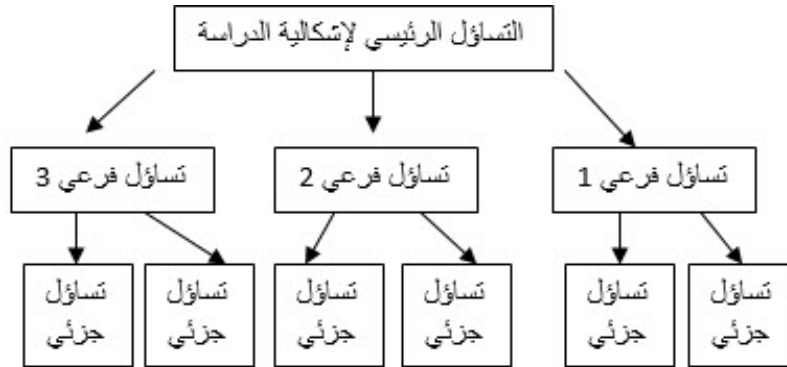 التساؤل الرئيسي لإشكالية الدراسة
تساؤل فرعي 1
تساؤل فرعي 2
تساؤل فرعي 3
تساؤل
جزئي
تساؤل
جزئي
تساؤل
جزئي
تساؤل
جزئي
تساؤل
جزئي
تساؤل
جزئي